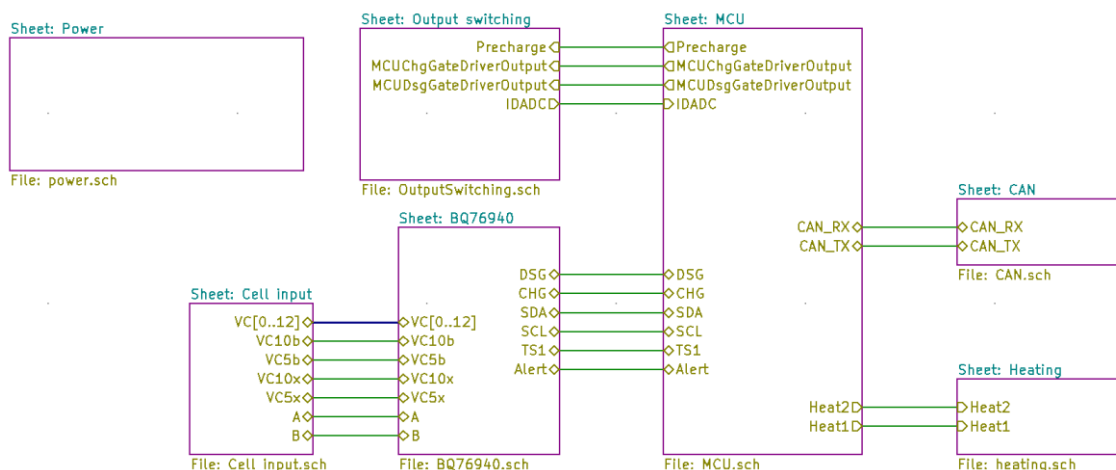 Sheet: Power
File: power.sch
Sheet: Output switching
Precharge
MCUChgGateDriverOutput
MCUDsgGateDriverOutput
IDADC
File: OutputSwitching.sch
Sheet: MCU
Precharge
MCUChgGateDriverOutput
MCUDsgGateDriverOutput
IDADC
CAN_RX
CAN_TX
DSG
CHG
SDA
SCL
TS1
Alert
Heat2
Heat1
File: MCU.sch
Sheet: CAN
CAN_RX
CAN_TX
File: CAN.sch
Sheet: BQ76940
DSG
CHG
SDA
SCL
TS1
Alert
VC[0..12]
VC10b
VC5b
VC10x
VC5x
A
B
File: BQ76940.sch
Sheet: Cell input
VC[0..12]
VC10b
VC5b
VC10x
VC5x
A
B
File: Cell input.sch
Sheet: Heating
Heat2
Heat1
File: heating.sch